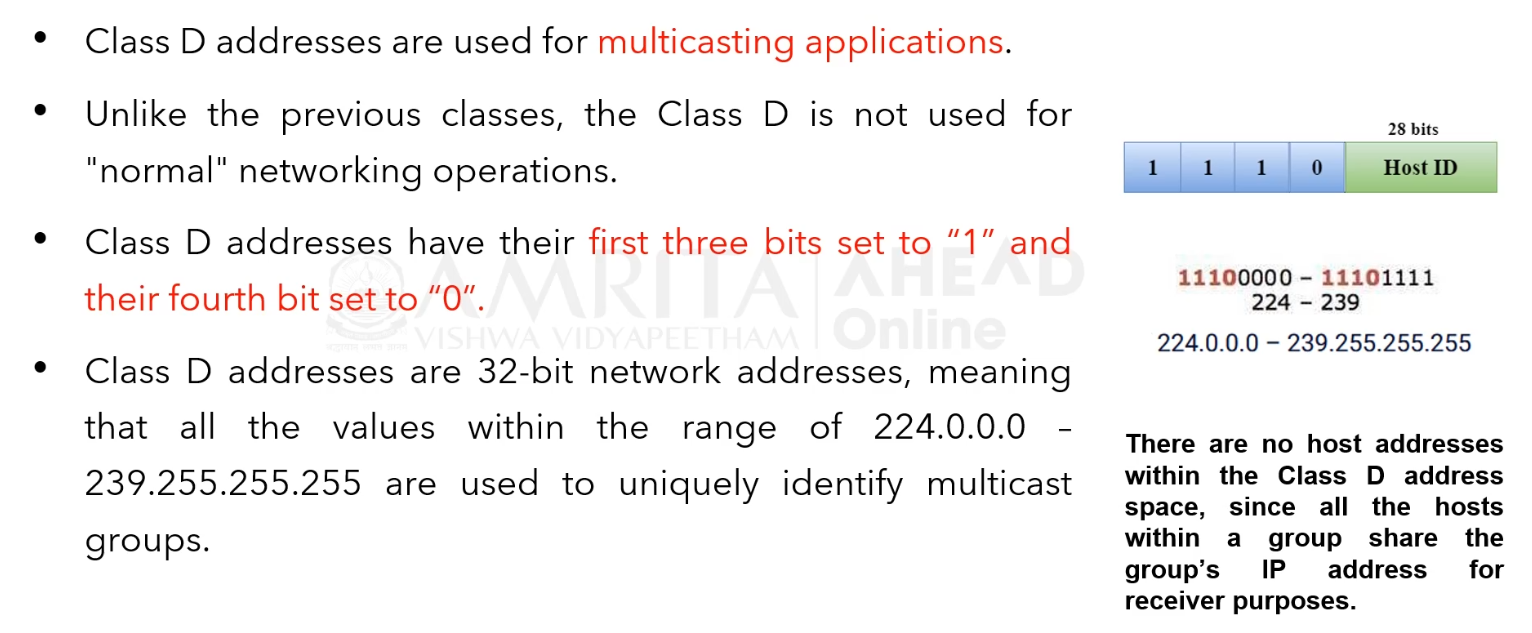 • Class D addresses are used for multicasting applications.
• Unlike the previous classes, the Class D is not used for
"normal" networking operations.
• Class D addresses have their first three bits set to “1” and
their fourth bit set to “0”.
• Class D addresses are 32-bit network addresses, meaning
that all the values within the range of 224.0.0.0 –
239.255.255.255 are used to uniquely identify multicast
groups.
28 bits
1 1 1 0 Host ID
11100000 – 11101111
224 – 239
224.0.0.0 – 239.255.255.255
There are no host addresses
within the Class D address
space, since all the hosts
within a group share the
group’s IP address for
receiver purposes.
AMRITA
VISHWA VIDYAPEETHAM
AHEAD
Online